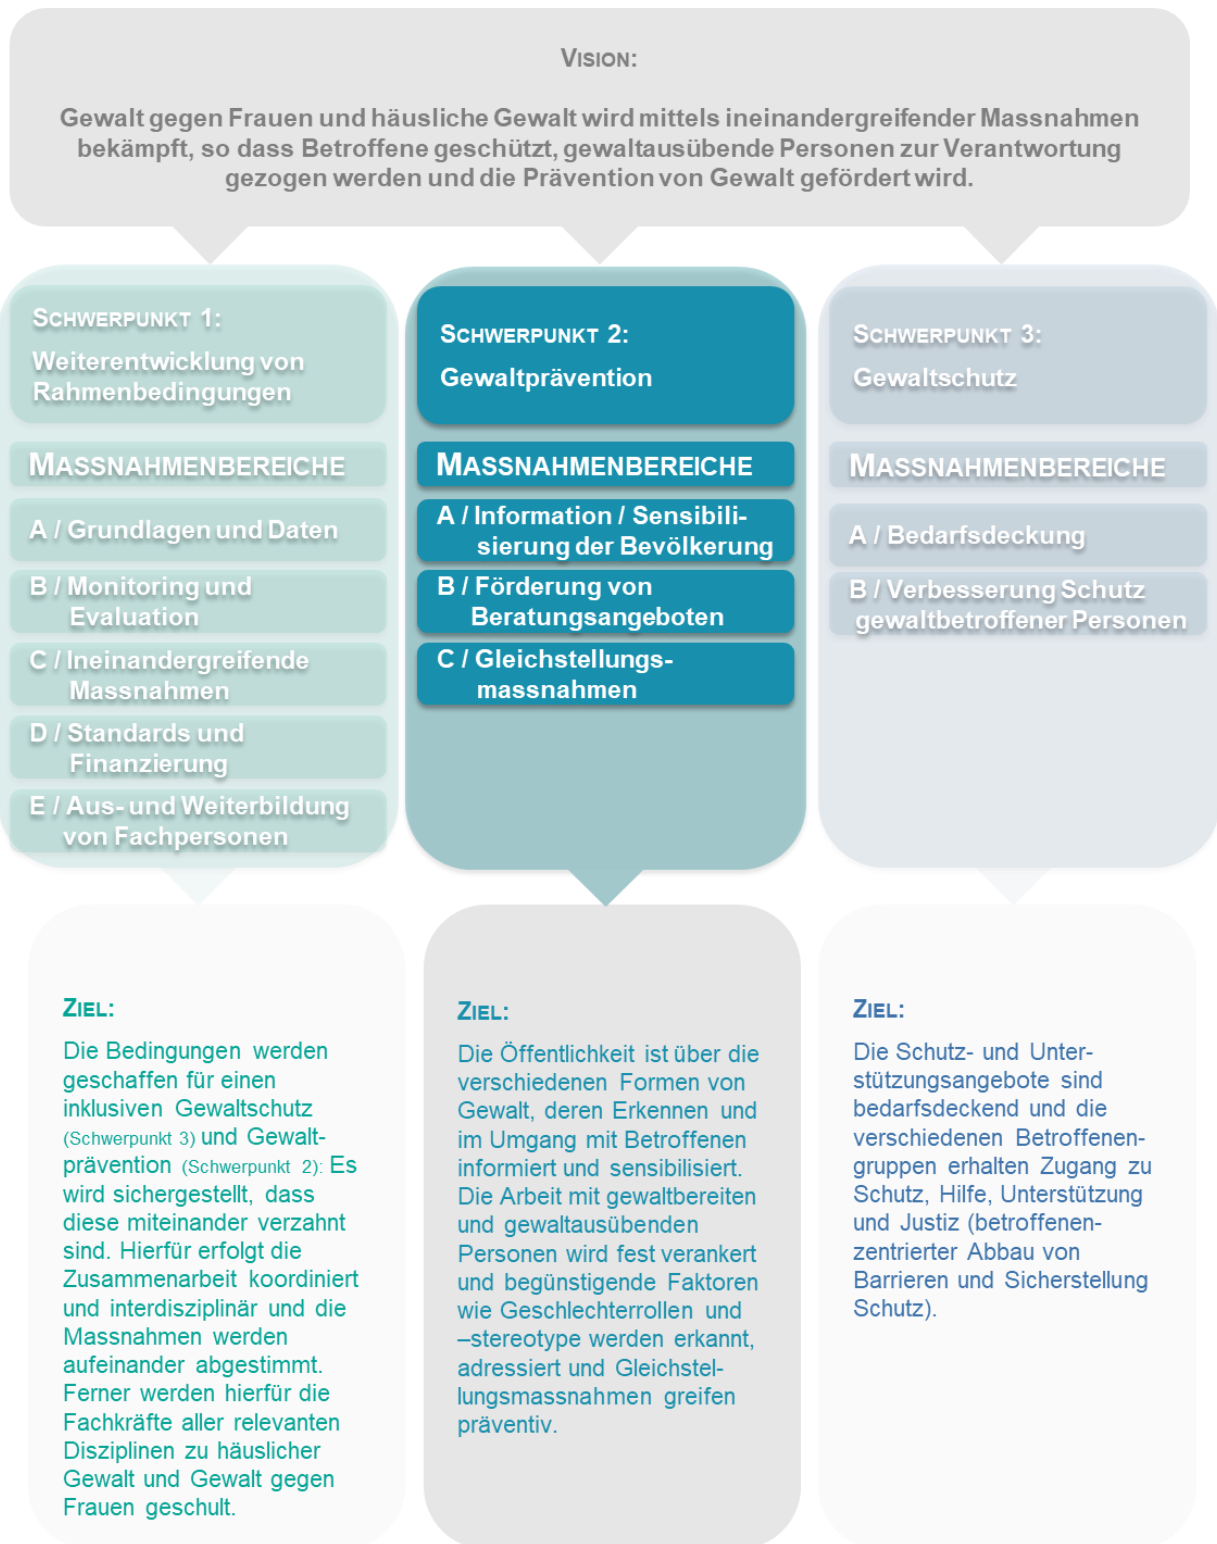 VISION:
Gewalt gegen Frauen und häusliche Gewalt wird mittels ineinandergreifender Massnahmen
bekämpft, so dass Betroffene geschützt, gewaltausübende Personen zur Verantwortung
gezogen werden und die Prävention von Gewalt gefördert wird.
SCHWERPUNKT 1:
Weiterentwicklung von
Rahmenbedingungen
MASSNAHMENBEREICHE
A / Grundlagen und Daten
B / Monitoring und
Evaluation
C / Ineinandergreifende
Massnahmen
D / Standards und
Finanzierung
E / Aus- und Weiterbildung
von Fachpersonen
ZIEL:
Die Bedingungen werden
geschaffen für einen
inklusiven Gewaltschutz
(Schwerpunkt 3) und Gewalt-
prävention (Schwerpunkt 2): Es
wird sichergestellt, dass
diese miteinander verzahnt
sind. Hierfür erfolgt die
Zusammenarbeit koordiniert
und interdisziplinär und die
Massnahmen werden
aufeinander abgestimmt.
Ferner werden hierfür die
Fachkräfte aller relevanten
Disziplinen zu häuslicher
Gewalt und Gewalt gegen
Frauen geschult.
SCHWERPUNKT 2:
Gewaltprävention
MASSNAHMENBEREICHE
A / Information / Sensibili-
sierung der Bevölkerung
B / Förderung von
Beratungsangeboten
C / Gleichstellungs-
massnahmen
ZIEL:
Die Öffentlichkeit ist über die
verschiedenen Formen von
Gewalt, deren Erkennen und
im Umgang mit Betroffenen
informiert und sensibilisiert.
Die Arbeit mit gewaltbereiten
und gewaltausübenden
Personen wird fest verankert
und begünstigende Faktoren
wie Geschlechterrollen und
–stereotype werden erkannt,
adressiert und Gleichstel-
lungsmassnahmen greifen
präventiv.
SCHWERPUNKT 3:
Gewaltschutz
MASSNAHMENBEREICHE
A / Bedarfsdeckung
B / Verbesserung Schutz
gewaltbetroffener Personen
ZIEL:
Die Schutz- und Unter-
stützungsangebote sind
bedarfsdeckend und die
verschiedenen Betroffenen-
gruppen erhalten Zugang zu
Schutz, Hilfe, Unterstützung
und Justiz (betroffenen-
zentrierter Abbau von
Barrieren und Sicherstellung
Schutz).